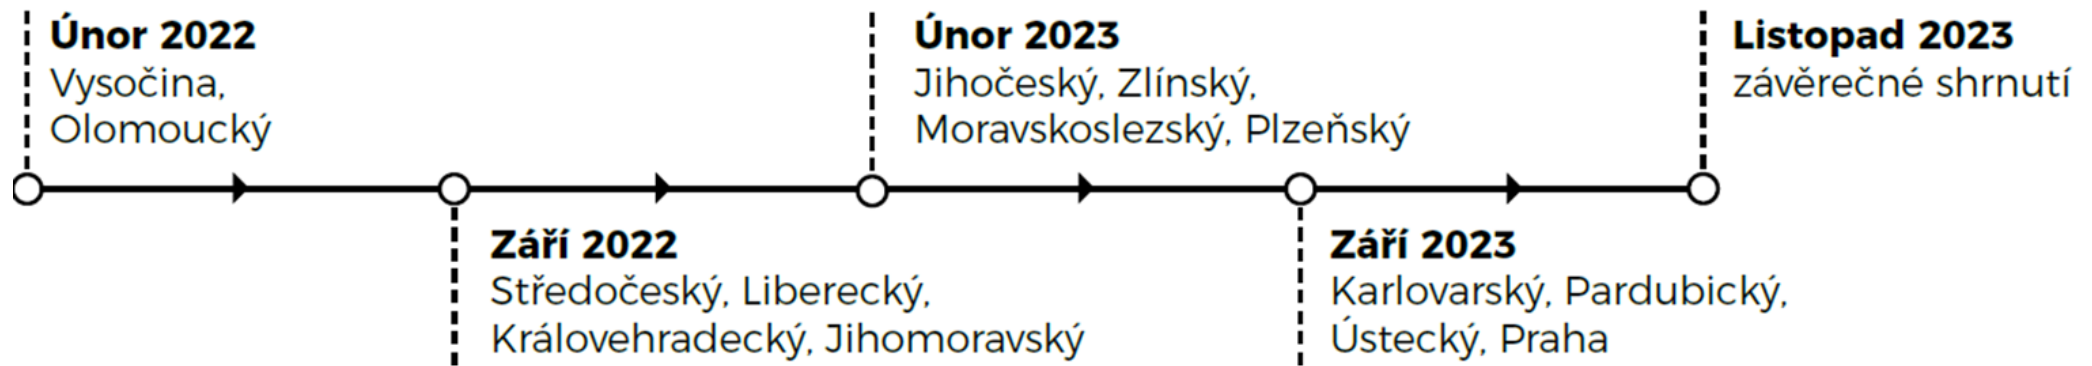 Únor 2022
Vysočina,
Olomoucký
Září 2022
Středočeský, Liberecký,
Královehradecký, Jihomoravský
Únor 2023
Jihočeský, Zlínský,
Moravskoslezský, Plzeňský
Září 2023
Karlovarský, Pardubický,
Ústecký, Praha
Listopad 2023
závěrečné shrnutí